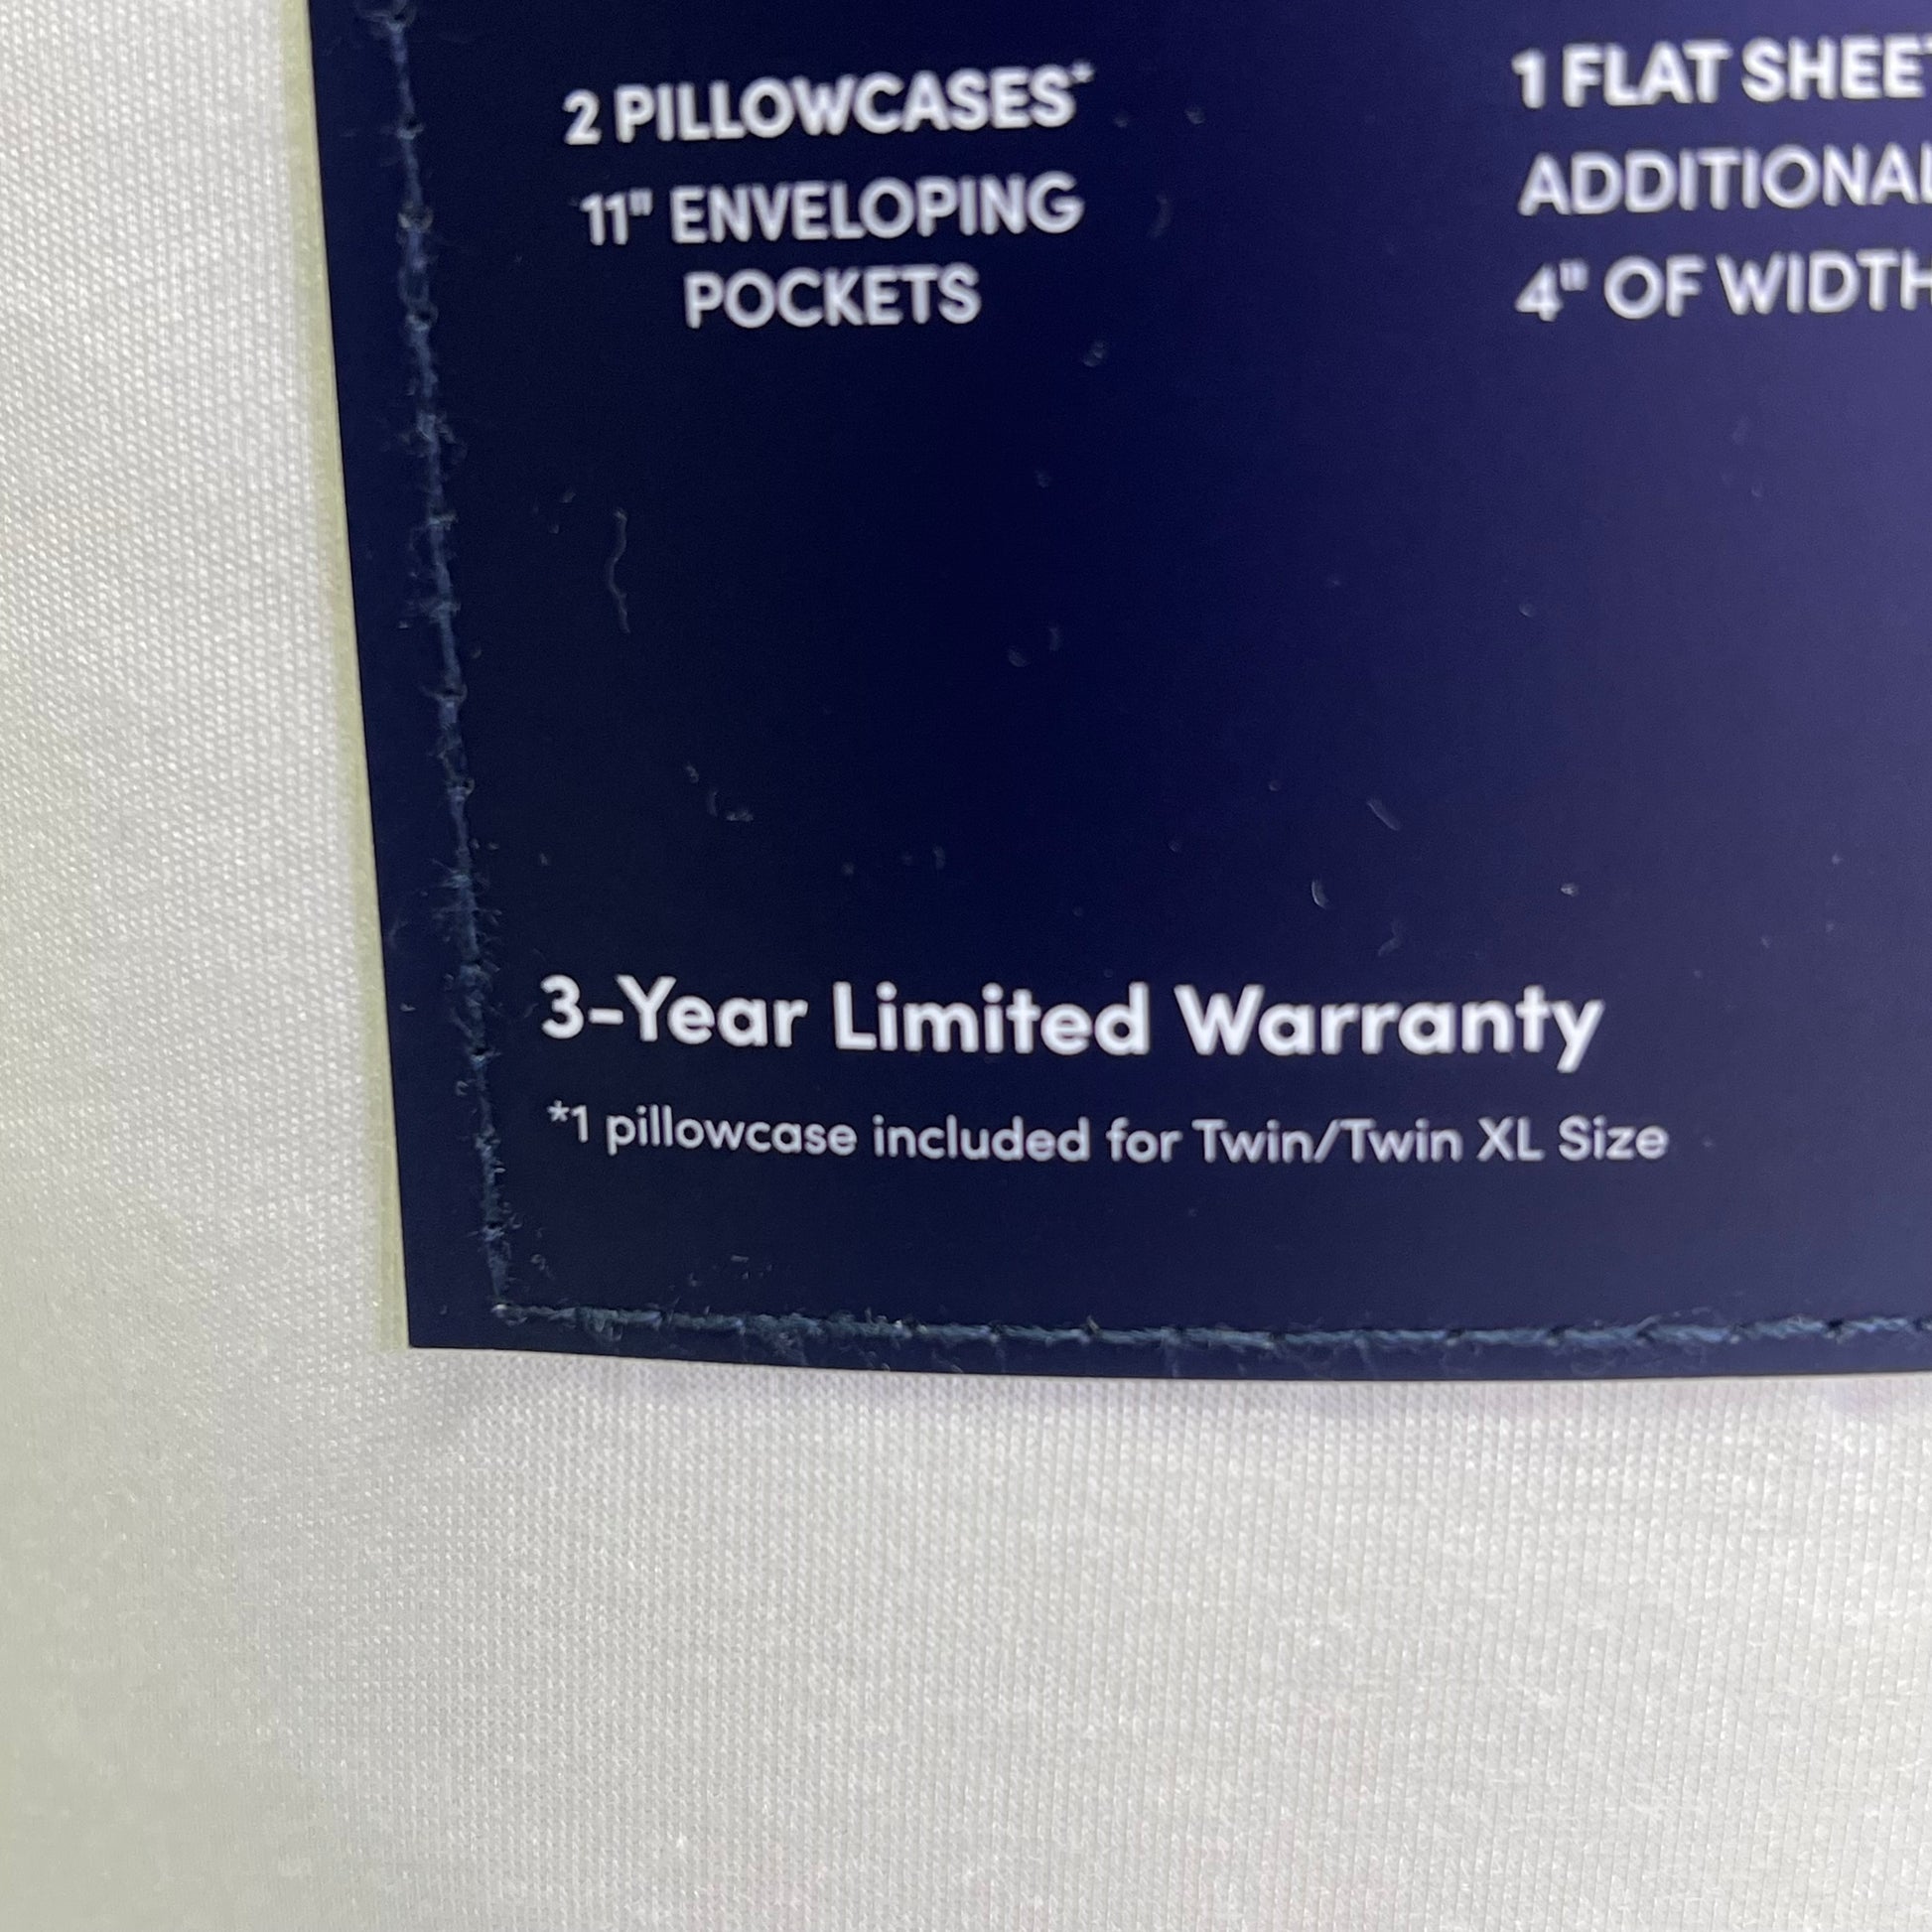 2 PILLOWCASES*
11" ENVELOPING
POCKETS
1 FLAT SHEET
ADDITIONAL
4" OF WIDTH
3-Year Limited Warranty
*1 pillowcase included for Twin/Twin XL Size